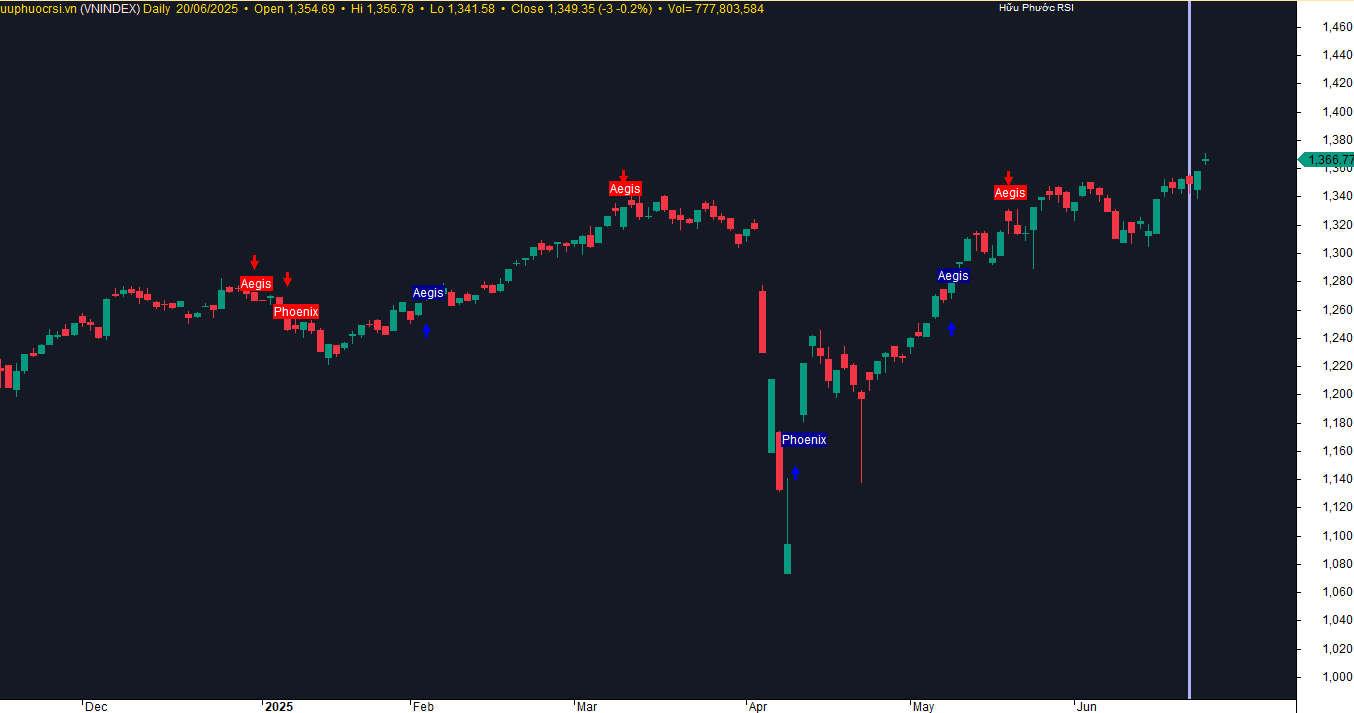 uuphuocrsi.vn (VNINDEX) Daily 20/06/2025 • Open 1,354.69 • Hi 1,356.78 • Lo 1,341.58 • Close 1,349.35 (-3 -0.2%) • Vol= 777,803,584
Hữu Phước RSI
1,460
1,440
1,420
1,400
1,380
1,366.77
1,360
1,340
1,320
1,300
1,280
1,260
1,240
1,220
1,200
1,180
1,160
1,140
1,120
1,100
1,080
1,060
1,040
1,020
1,000
Aegis
Phoenix
Aegis
Aegis
Phoenix
Aegis
Aegis
Dec 2025 Feb Mar Apr May Jun